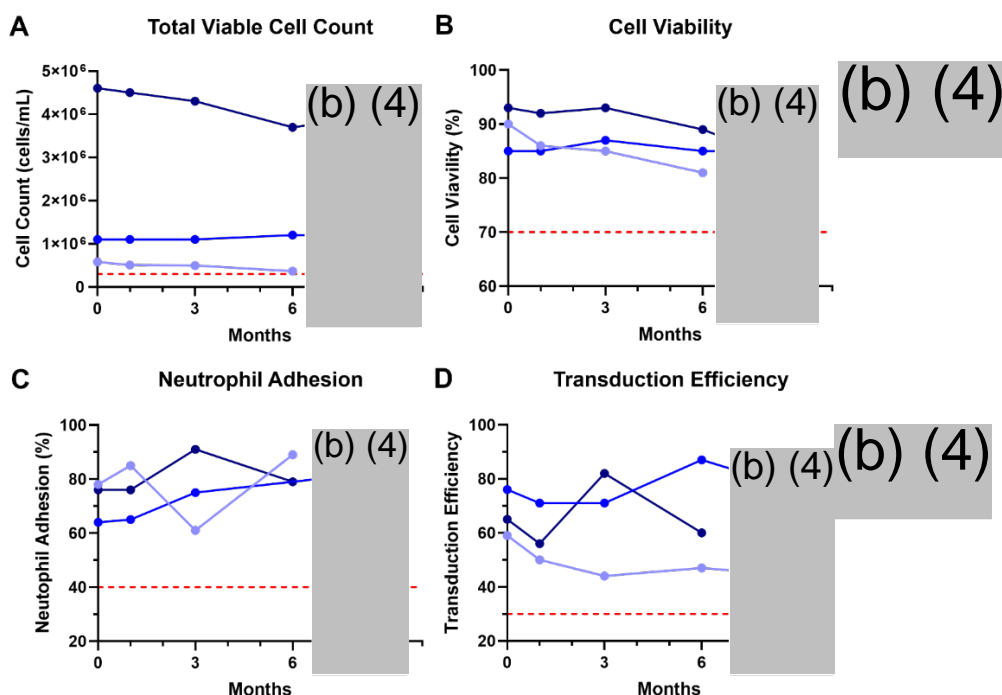 A
Total Viable Cell Count
5×10⁶
4×10⁶
3×10⁶
2×10⁶
1×10⁶
0
Cell Count (cells/mL)
0
3
6
Months
(b) (4)
B
Cell Viability
100
90
80
70
60
Cell Viavility (%)
0
3
6
Months
(b) (4)
(b) (4)
C
Neutrophil Adhesion
100
80
60
40
20
Neutophil Adhesion (%)
0
3
6
Months
(b) (4)
D
Transduction Efficiency
100
80
60
40
20
Transduction Efficiency
0
3
6
Months
(b) (4)
(b) (4)